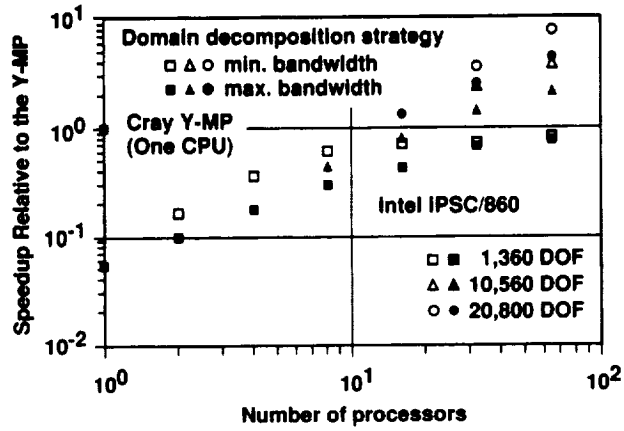 10^1
Domain decomposition strategy
□ △ ○ min. bandwidth
■ ▲ ● max. bandwidth
10^0
Cray Y-MP
(One CPU)
Intel iPSC/860
10^-1
□ ■ 1,360 DOF
△ ▲ 10,560 DOF
○ ● 20,800 DOF
10^-2
10^0
10^1
10^2
Number of processors
Speedup Relative to the Y-MP